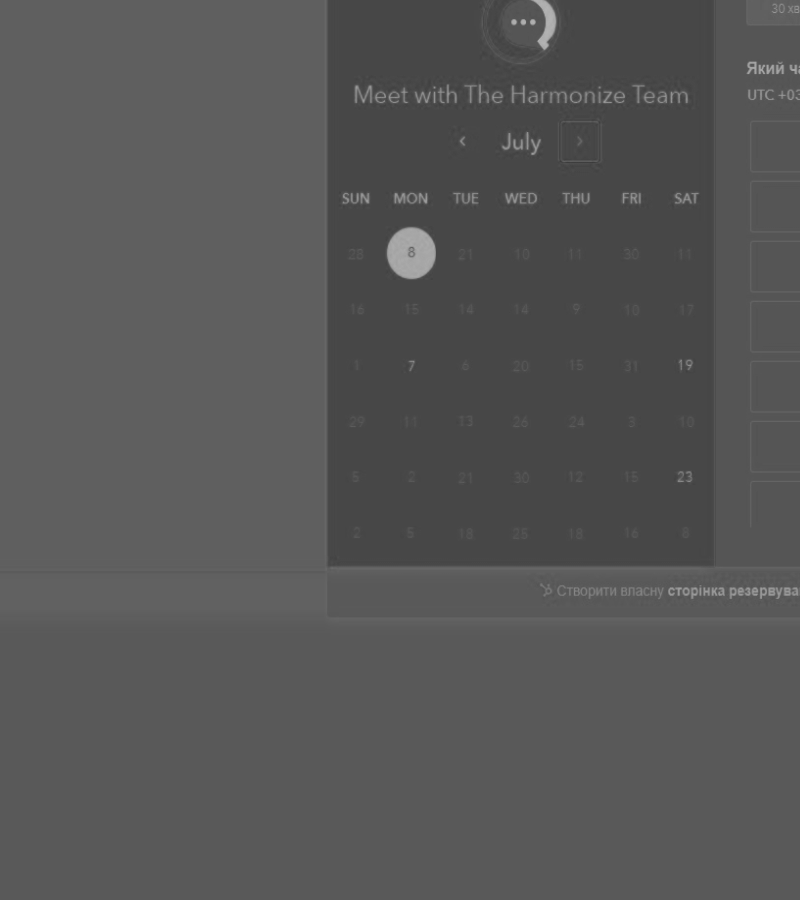 30 хв
Який ча
UTC +03
Meet with The Harmonize Team
July
SUN MON TUE WED THU FRI SAT
28 8 21 10 11 30 11
16 15 14 14 9 10 17
1 7 6 20 15 31 19
29 11 13 26 24 3 10
5 2 21 30 12 15 23
2 5 18 25 18 16 8
Створити власну сторінка резервува